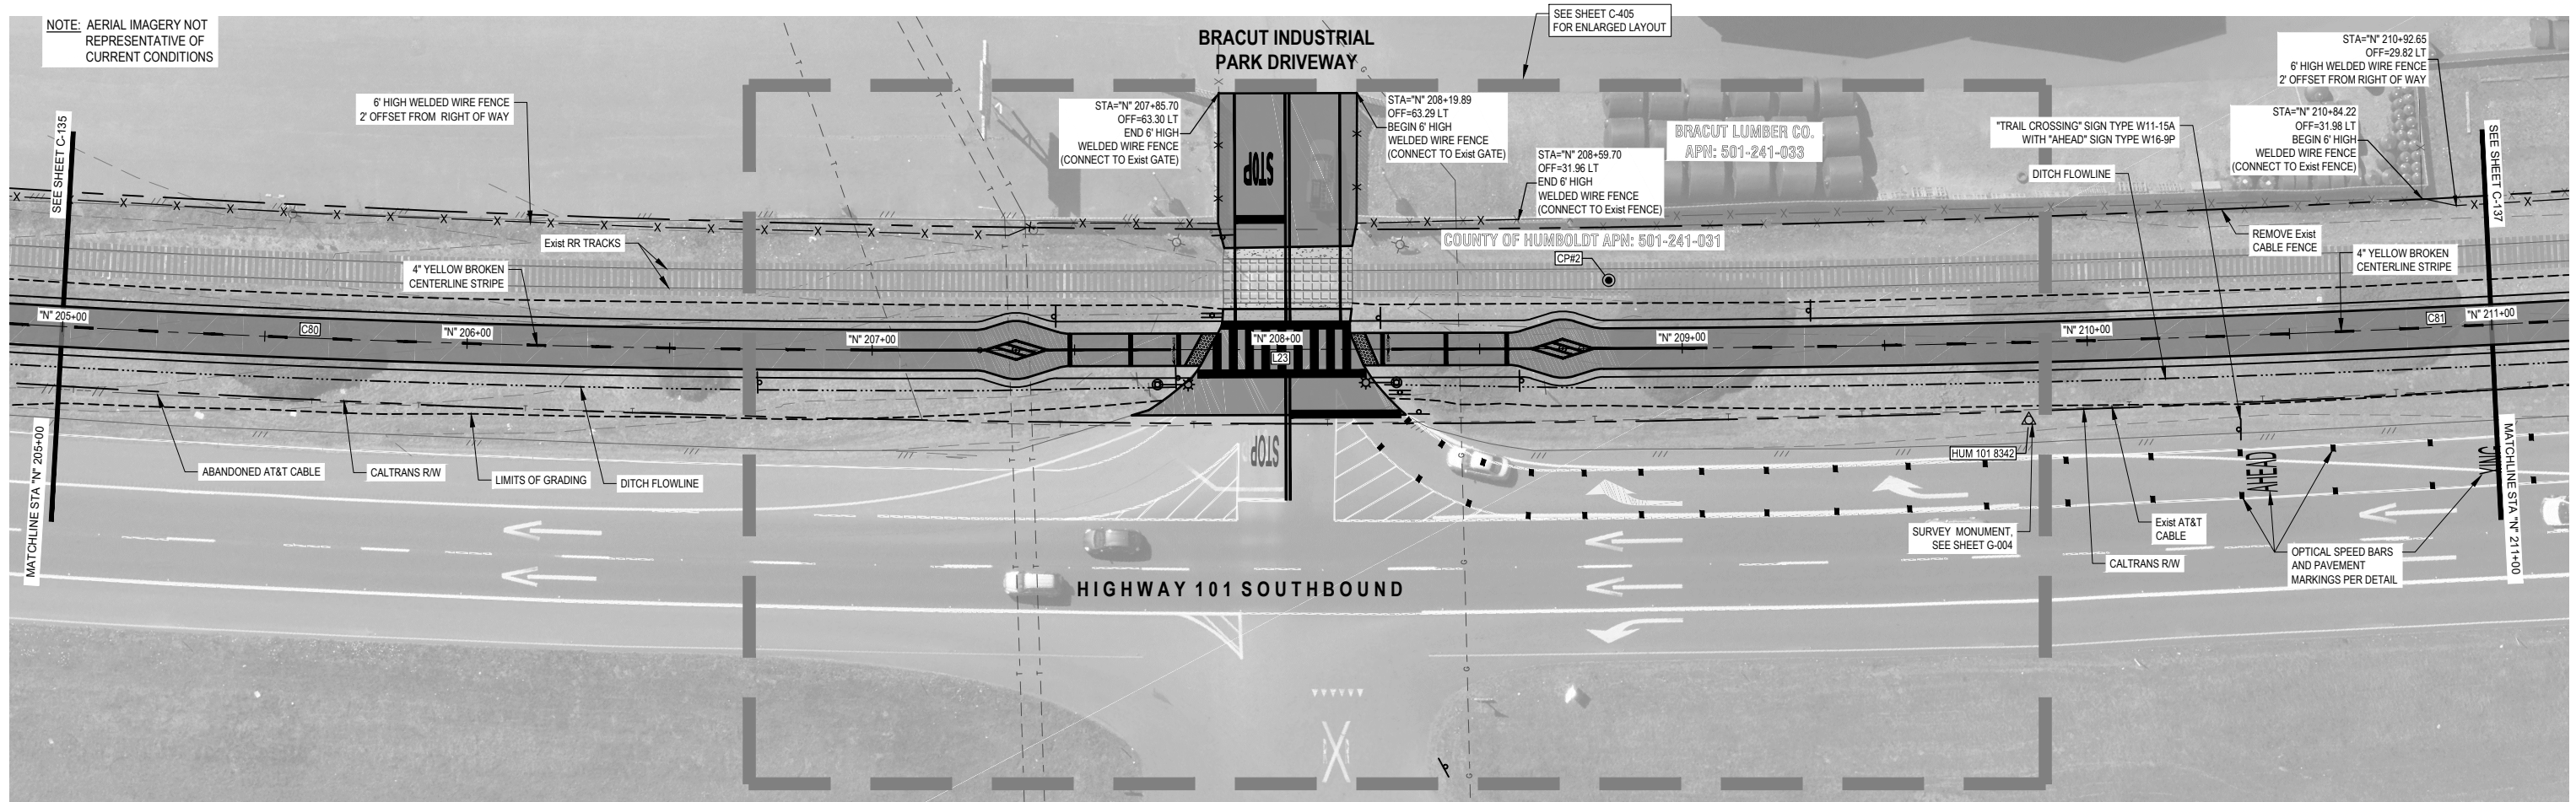 NOTE: AERIAL IMAGERY NOT
REPRESENTATIVE OF
CURRENT CONDITIONS
SEE SHEET C-135
MATCHLINE STA "N" 205+00
6' HIGH WELDED WIRE FENCE
2' OFFSET FROM RIGHT OF WAY
Exist RR TRACKS
4" YELLOW BROKEN
CENTERLINE STRIPE
BRACUT INDUSTRIAL
PARK DRIVEWAY
SEE SHEET C-405
FOR ENLARGED LAYOUT
STA="N" 207+85.70
OFF=63.30 LT
END 6' HIGH
WELDED WIRE FENCE
(CONNECT TO Exist GATE)
STOP
STA="N" 208+19.89
OFF=63.29 LT
BEGIN 6' HIGH
WELDED WIRE FENCE
(CONNECT TO Exist GATE)
STA="N" 208+59.70
OFF=31.96 LT
END 6' HIGH
WELDED WIRE FENCE
(CONNECT TO Exist FENCE)
BRACUT LUMBER CO.
APN: 501-241-033
COUNTY OF HUMBOLDT APN: 501-241-031
CP#2
STA="N" 210+92.65
OFF=29.82 LT
6' HIGH WELDED WIRE FENCE
2' OFFSET FROM RIGHT OF WAY
STA="N" 210+84.22
OFF=31.98 LT
BEGIN 6' HIGH
WELDED WIRE FENCE
(CONNECT TO Exist FENCE)
"TRAIL CROSSING" SIGN TYPE W11-15A
WITH "AHEAD" SIGN TYPE W16-9P
DITCH FLOWLINE
REMOVE Exist
CABLE FENCE
4" YELLOW BROKEN
CENTERLINE STRIPE
SEE SHEET C-137
MATCHLINE STA "N" 211+00
"N" 205+00
C80
"N" 206+00
"N" 207+00
"N" 208+00
L23
"N" 209+00
"N" 210+00
C81
"N" 211+00
ABANDONED AT&T CABLE
CALTRANS R/W
LIMITS OF GRADING
DITCH FLOWLINE
STOP
HUM 101 8342
SURVEY MONUMENT,
SEE SHEET G-004
CALTRANS R/W
Exist AT&T
CABLE
AHEAD
OPTICAL SPEED BARS
AND PAVEMENT
MARKINGS PER DETAIL
HIGHWAY 101 SOUTHBOUND